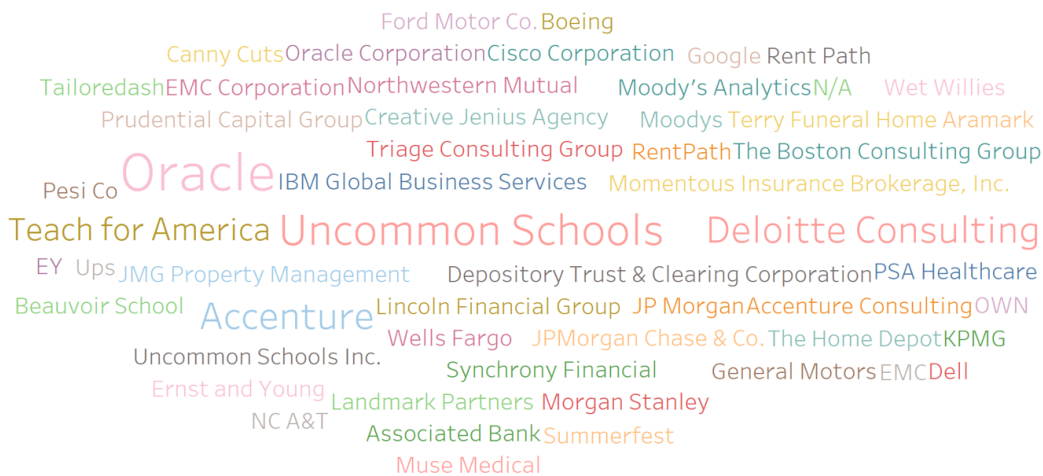 Ford Motor Co. Boeing
Canny Cuts Oracle Corporation Cisco Corporation Google Rent Path
Tailoredash EMC Corporation Northwestern Mutual Moody's Analytics N/A Wet Willies
Prudential Capital Group Creative Jenius Agency Moodys Terry Funeral Home Aramark
Triage Consulting Group RentPath The Boston Consulting Group
Pesi Co Oracle IBM Global Business Services Momentous Insurance Brokerage, Inc.
Teach for America Uncommon Schools Deloitte Consulting
EY Ups JMG Property Management Depository Trust & Clearing Corporation PSA Healthcare
Beauvoir School Accenture Lincoln Financial Group JP Morgan Accenture Consulting OWN
Wells Fargo JPMorgan Chase & Co. The Home Depot KPMG
Uncommon Schools Inc. Synchrony Financial General Motors EMC Dell
Ernst and Young Landmark Partners Morgan Stanley
NC A&T Associated Bank Summerfest
Muse Medical